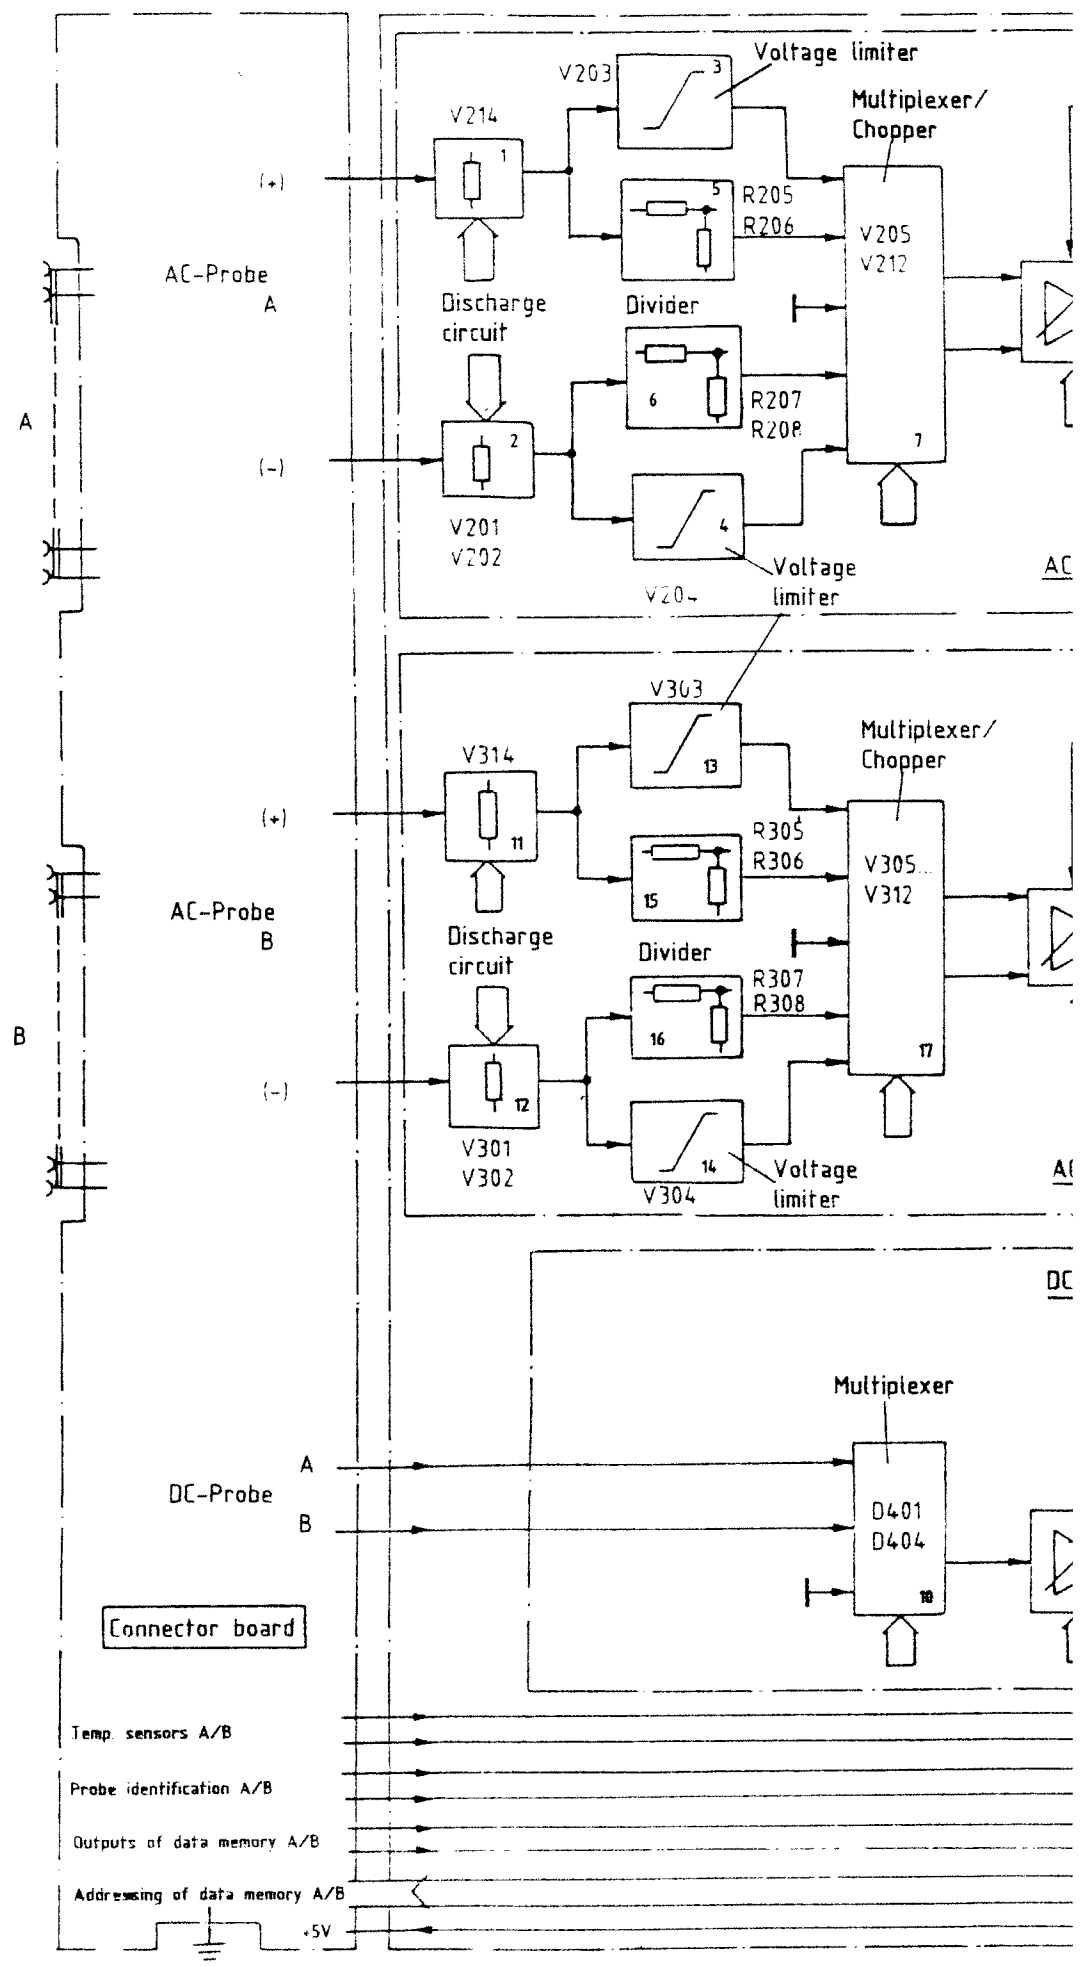 V203
3
Voltage limiter
Multiplexer/
Chopper
V214
1
(+)
5
R205
R206
V205
V212
AC-Probe
A
Discharge
circuit
Divider
6
R207
R208
A
2
7
(-)
V201
V202
4
Voltage
limiter
V204
AC
V303
Multiplexer/
Chopper
V314
13
(+)
11
R305
R306
V305...
V312
15
AC-Probe
B
Discharge
circuit
Divider
R307
R308
B
16
17
(-)
12
V301
V302
14
Voltage
limiter
V304
DC
Multiplexer
A
DC-Probe
B
D401
D404
Connector board
Temp. sensors A/B
Probe identification A/B
Outputs of data memory A/B
Addressing of data memory A/B
+5V